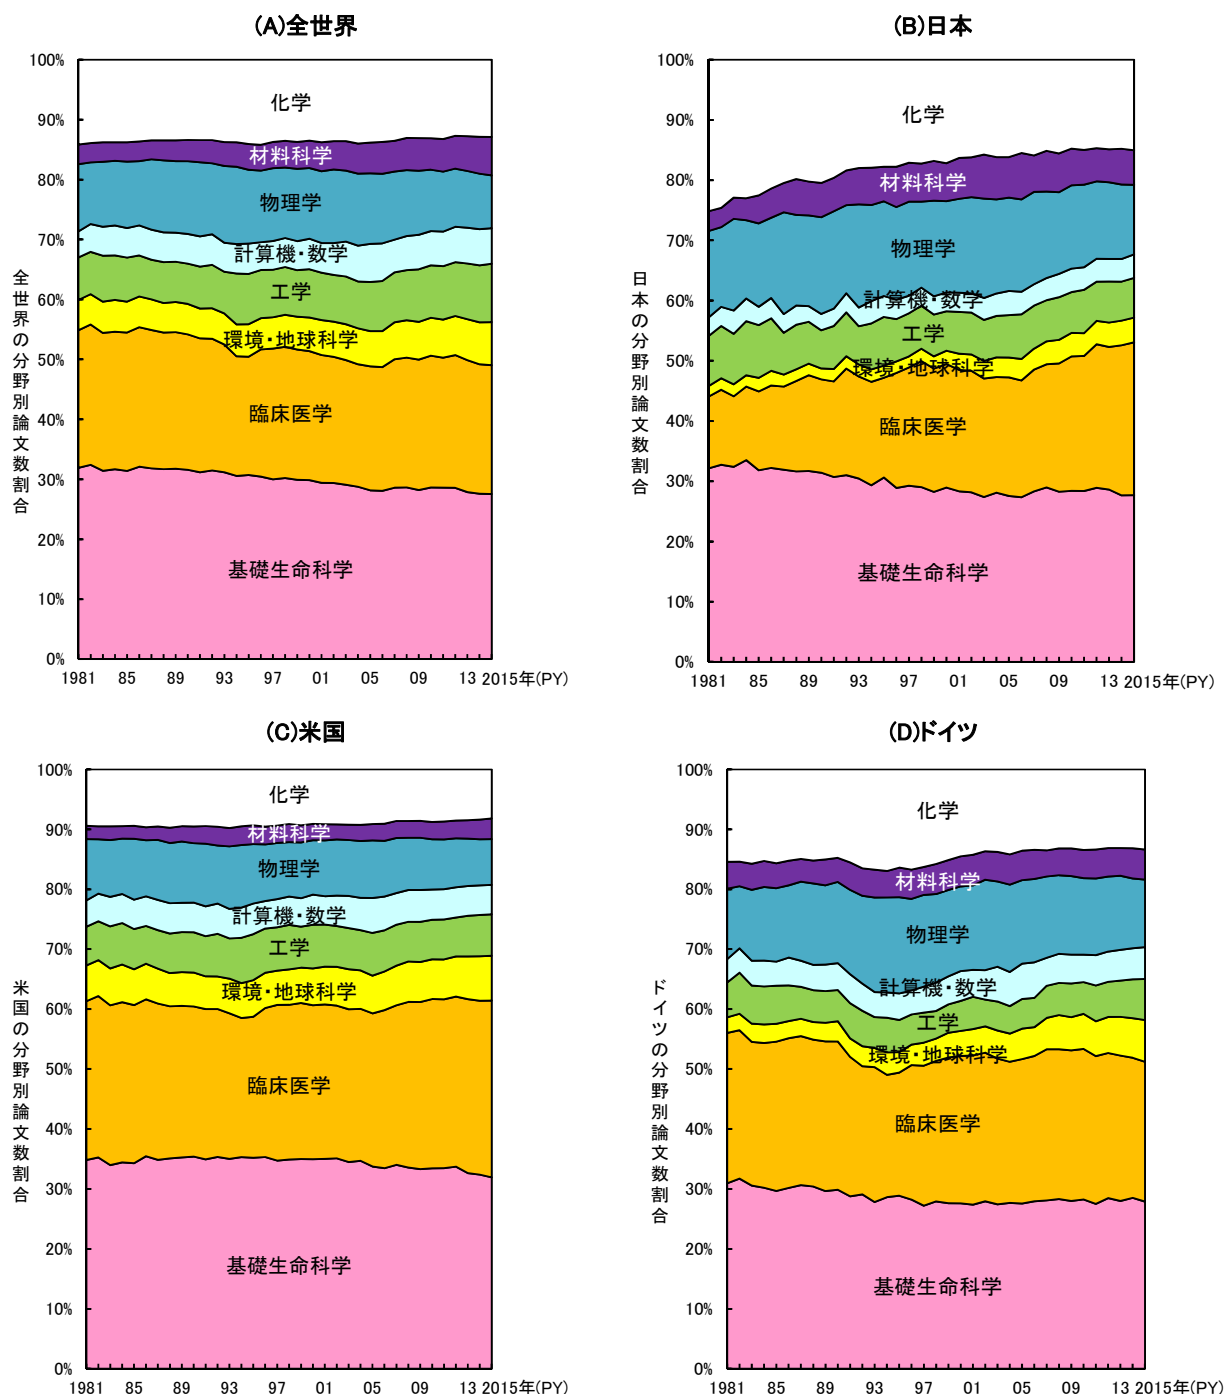 (A)全世界
100%
90%
80%
70%
60%
50%
40%
30%
20%
10%
0%
全世界の分野別論文数割合
化学
材料科学
物理学
計算機・数学
工学
環境・地球科学
臨床医学
基礎生命科学
1981 85 89 93 97 01 05 09 13 2015年(PY)
(B)日本
100%
90%
80%
70%
60%
50%
40%
30%
20%
10%
0%
日本の分野別論文数割合
化学
材料科学
物理学
計算機・数学
工学
環境・地球科学
臨床医学
基礎生命科学
1981 85 89 93 97 01 05 09 13 2015年(PY)
(C)米国
100%
90%
80%
70%
60%
50%
40%
30%
20%
10%
0%
米国の分野別論文数割合
化学
材料科学
物理学
計算機・数学
工学
環境・地球科学
臨床医学
基礎生命科学
1981 85 89 93 97 01 05 09 13 2015年(PY)
(D)ドイツ
100%
90%
80%
70%
60%
50%
40%
30%
20%
10%
0%
ドイツの分野別論文数割合
化学
材料科学
物理学
計算機・数学
工学
環境・地球科学
臨床医学
基礎生命科学
1981 85 89 93 97 01 05 09 13 2015年(PY)